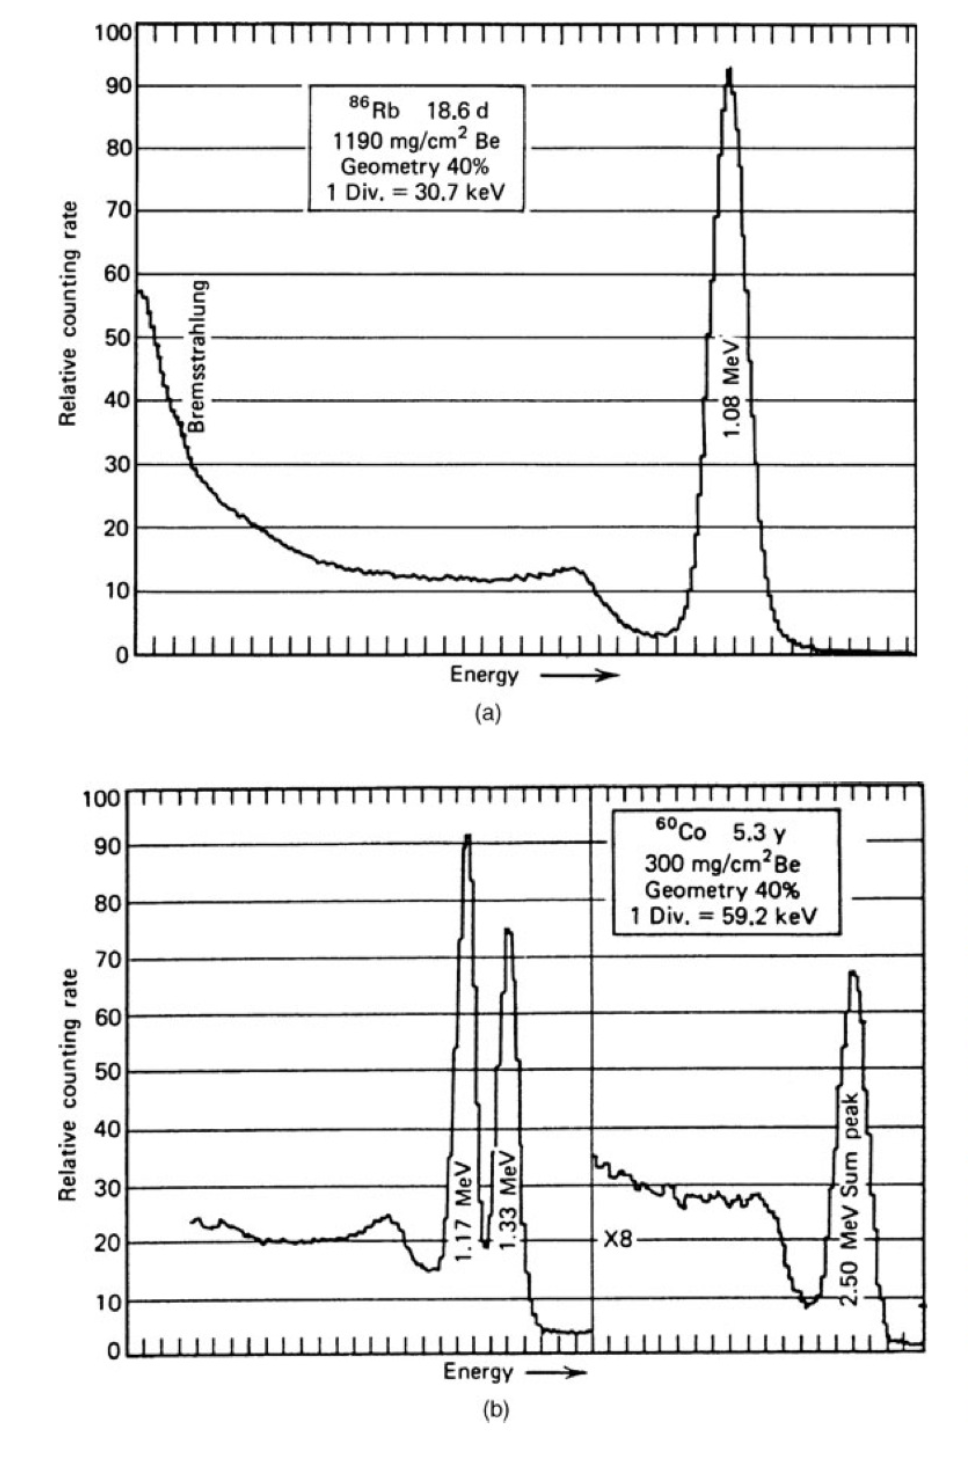 100
90
80
70
60
50
40
30
20
10
0
Relative counting rate
⁸⁶Rb 18.6 d
1190 mg/cm² Be
Geometry 40%
1 Div. = 30.7 keV
Bremsstrahlung
1.08 MeV
Energy
(a)
100
90
80
70
60
50
40
30
20
10
0
Relative counting rate
⁶⁰Co 5.3 y
300 mg/cm² Be
Geometry 40%
1 Div. = 59.2 keV
1.17 MeV
1.33 MeV
X8
2.50 MeV Sum peak
Energy
(b)